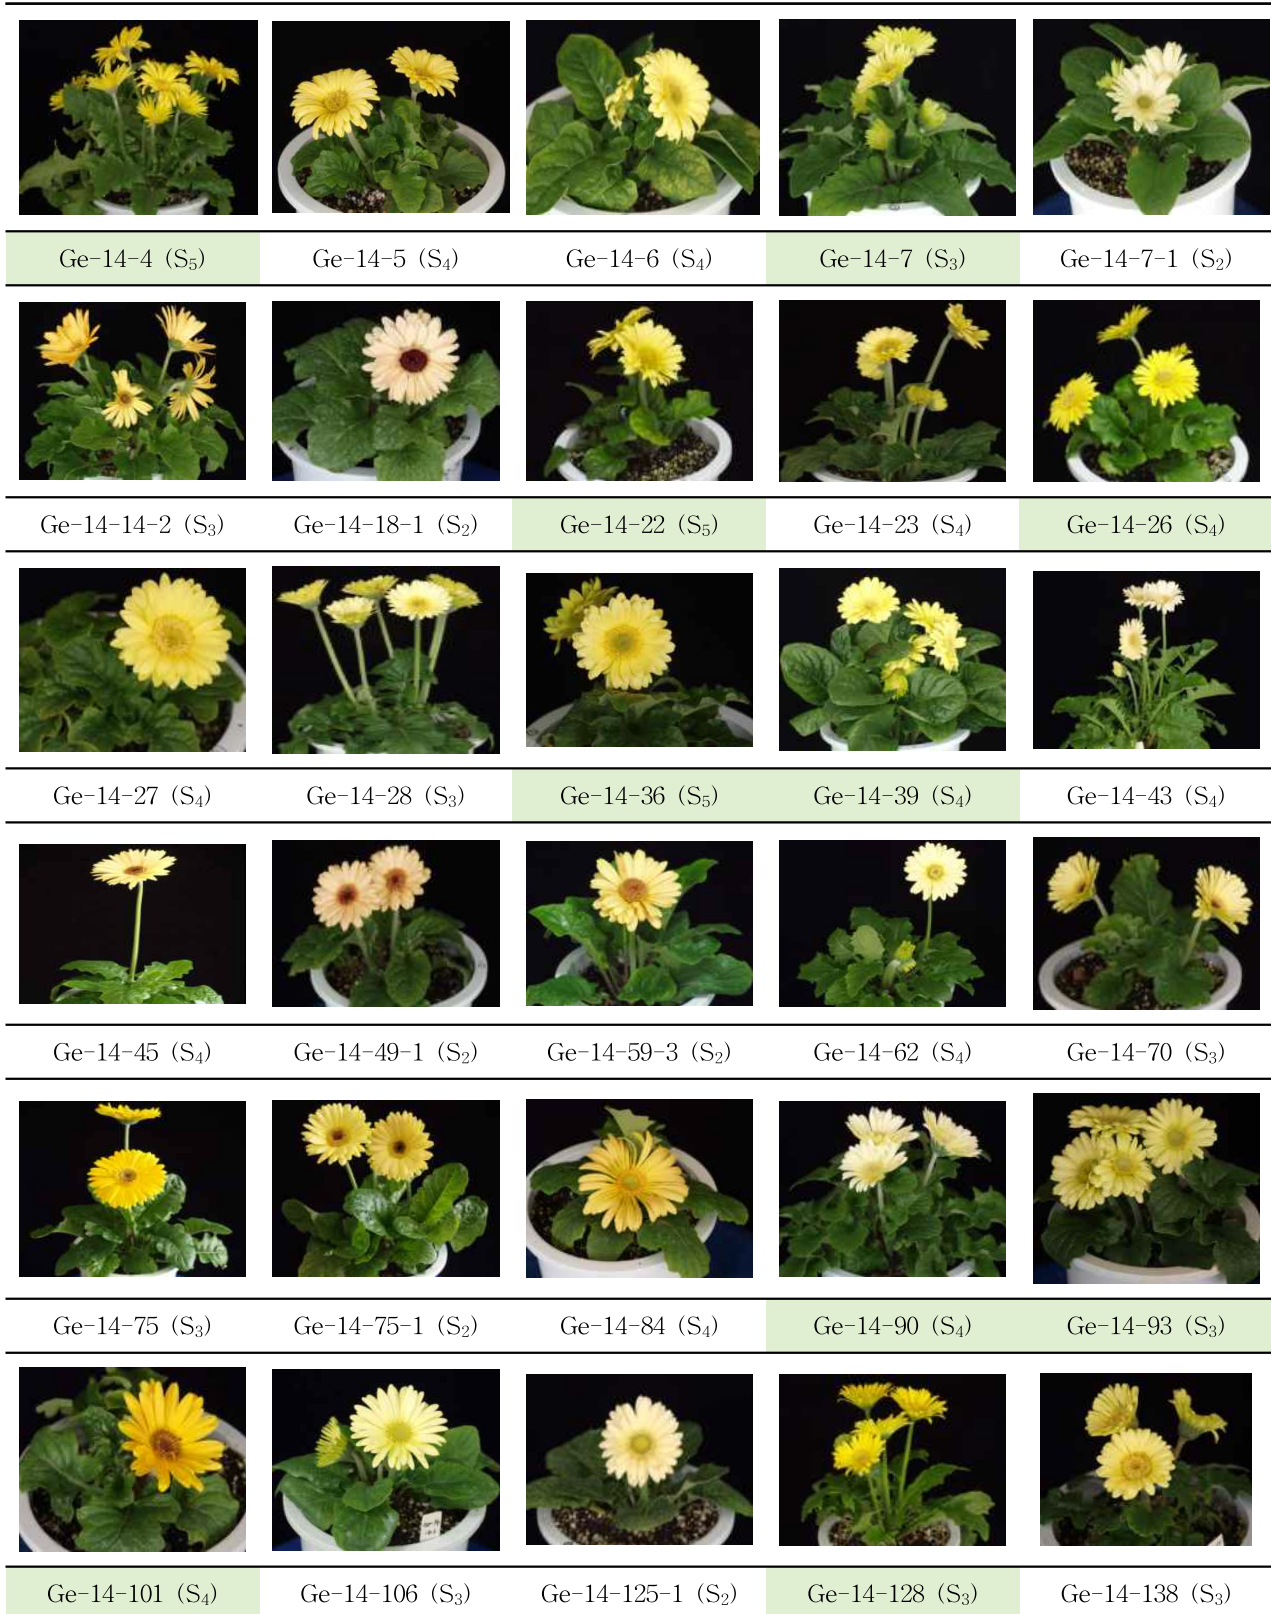 Ge-14-4 (S₅) Ge-14-5 (S₄) Ge-14-6 (S₄) Ge-14-7 (S₃) Ge-14-7-1 (S₂)
Ge-14-14-2 (S₃) Ge-14-18-1 (S₂) Ge-14-22 (S₅) Ge-14-23 (S₄) Ge-14-26 (S₄)
Ge-14-27 (S₄) Ge-14-28 (S₃) Ge-14-36 (S₅) Ge-14-39 (S₄) Ge-14-43 (S₄)
Ge-14-45 (S₄) Ge-14-49-1 (S₂) Ge-14-59-3 (S₂) Ge-14-62 (S₄) Ge-14-70 (S₃)
Ge-14-75 (S₃) Ge-14-75-1 (S₂) Ge-14-84 (S₄) Ge-14-90 (S₄) Ge-14-93 (S₃)
Ge-14-101 (S₄) Ge-14-106 (S₃) Ge-14-125-1 (S₂) Ge-14-128 (S₃) Ge-14-138 (S₃)